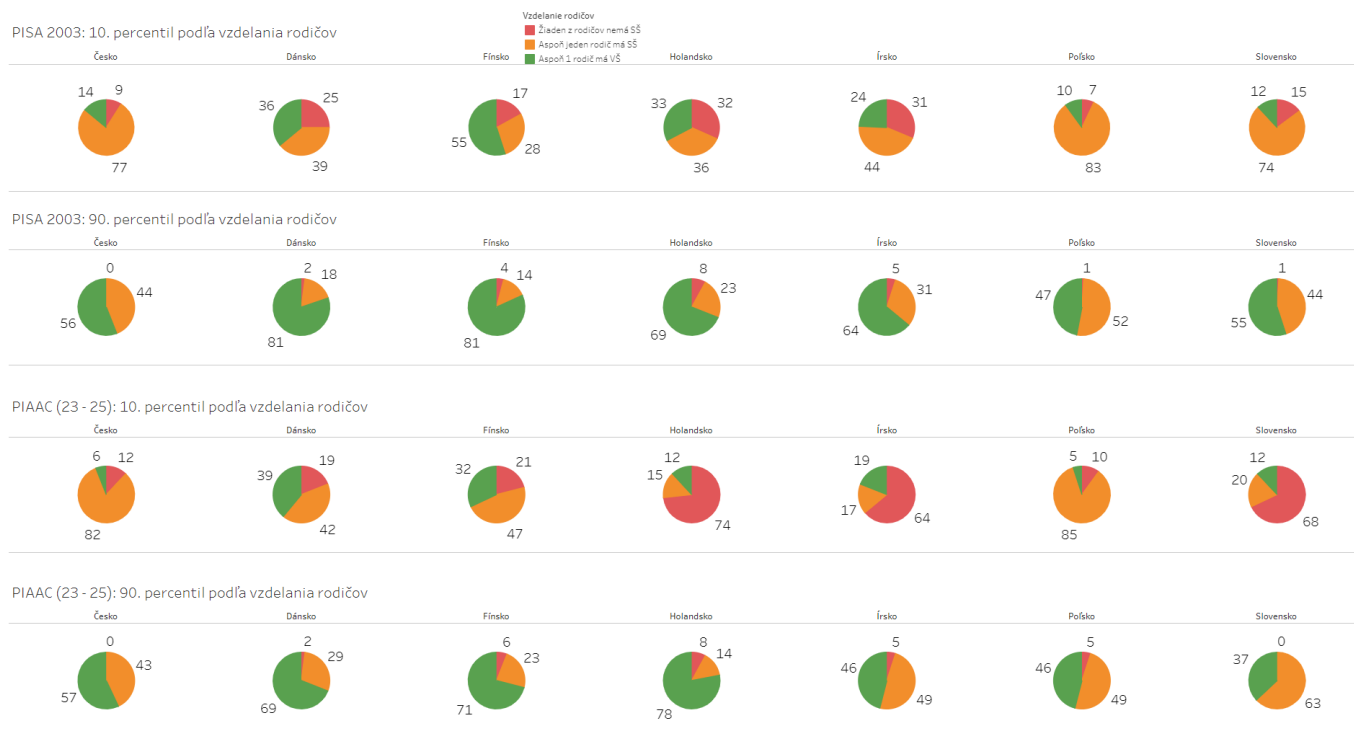 Vzdelanie rodičov
Žiaden z rodičov nemá SŠ
Aspoň jeden rodič má SŠ
Aspoň 1 rodič má VŠ
PISA 2003: 10. percentil podľa vzdelania rodičov
Česko Dánsko Fínsko Holandsko Írsko Poľsko Slovensko
14 9 36 25 17 55 28 33 32 24 31 10 7 12 15
77 39 36 44 83 74
PISA 2003: 90. percentil podľa vzdelania rodičov
Česko Dánsko Fínsko Holandsko Írsko Poľsko Slovensko
0 2 4 8 5 1 1
44 18 14 23 31 47 44
56 81 81 69 64 52 55
PIAAC (23 - 25): 10. percentil podľa vzdelania rodičov
Česko Dánsko Fínsko Holandsko Írsko Poľsko Slovensko
6 12 39 19 32 21 12 15 19 5 10 12 20
82 42 47 74 17 64 85 68
PIAAC (23 - 25): 90. percentil podľa vzdelania rodičov
Česko Dánsko Fínsko Holandsko Írsko Poľsko Slovensko
0 2 6 8 5 5 0
43 29 23 14 46 46 37
57 69 71 78 49 49 63